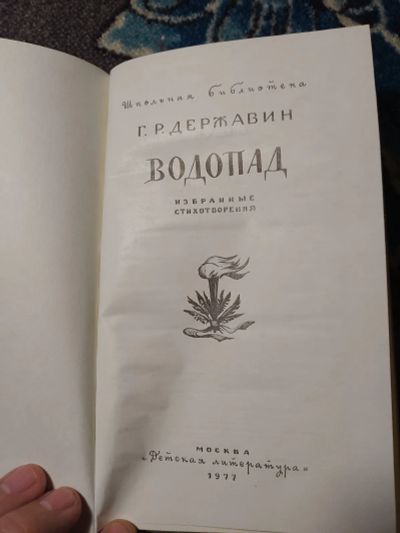 Школьная библиотека
Г. Р. ДЕРЖАВИН
ВОДОПАД
ИЗБРАННЫЕ
СТИХОТВОРЕНИЯ
МОСКВА
«Детская литература»
1977